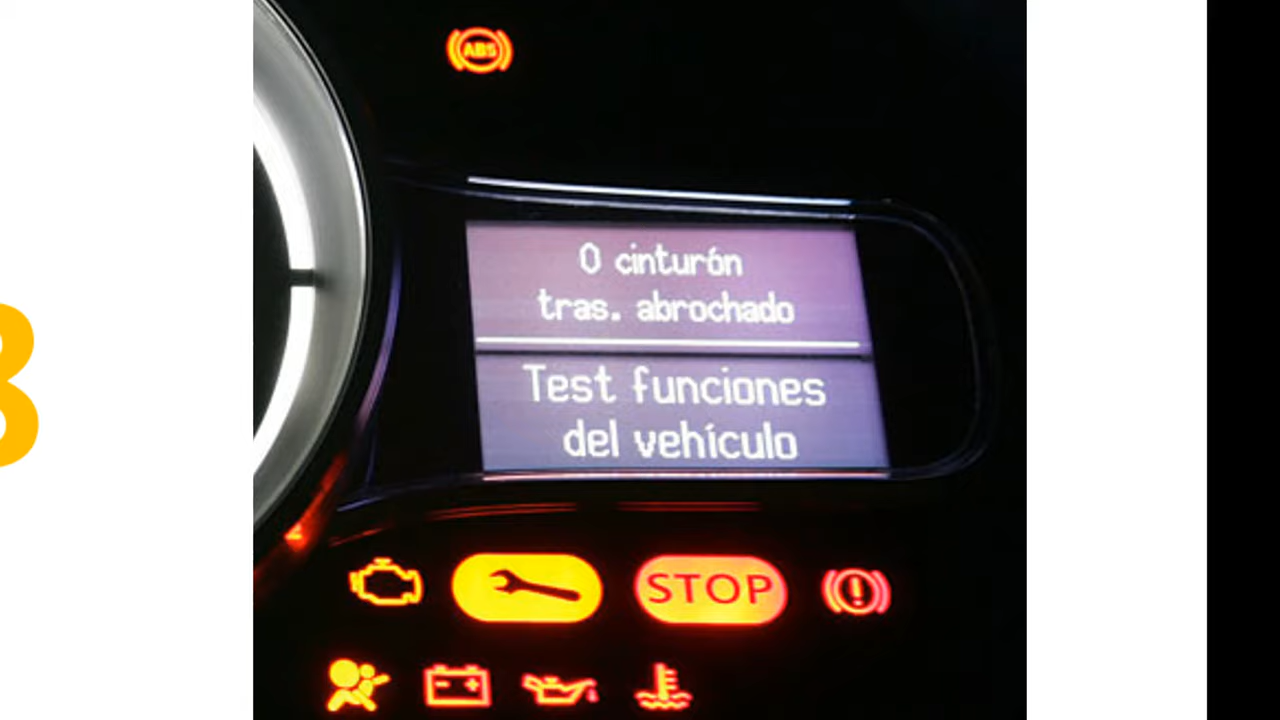 ABS
0 cinturón
tras. abrochado
Test funciones
del vehículo
STOP